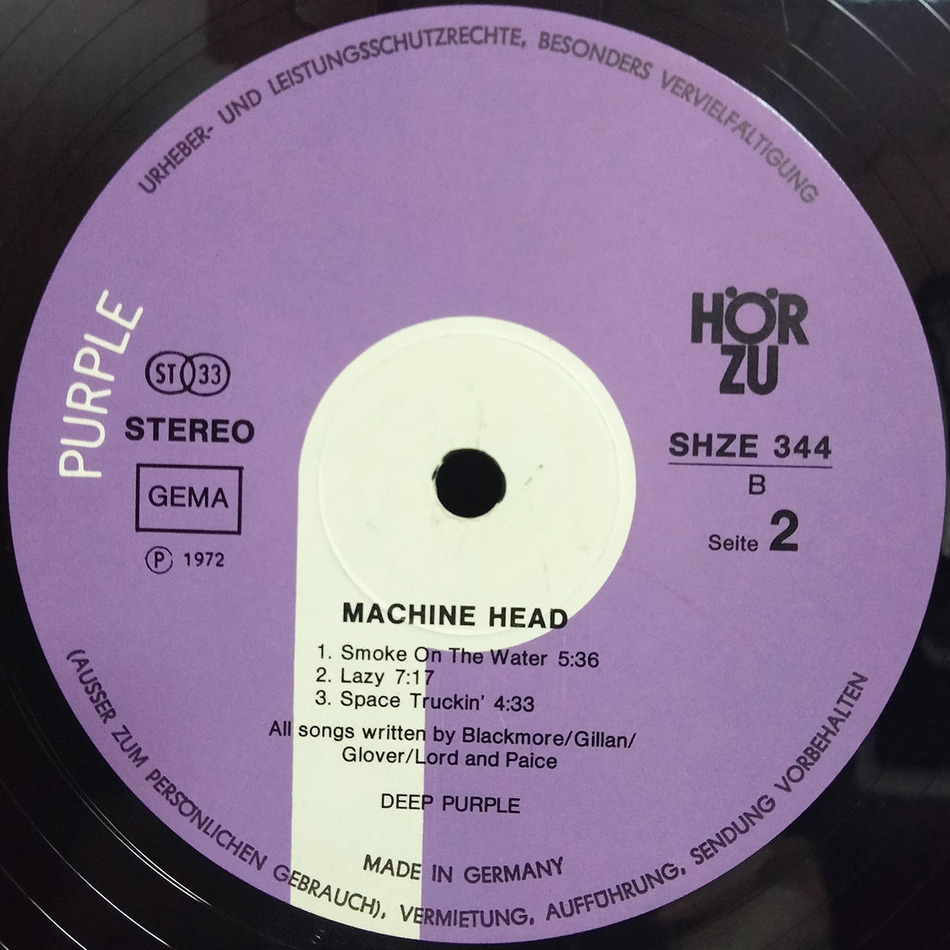 URHEBER- UND LEISTUNGSSCHUTZRECHTE, BESONDERS VERVIELFÄLTIGUNG
PURPLE
ST 33
STEREO
GEMA
Ⓟ 1972
HÖR
ZU
SHZE 344
B
Seite 2
MACHINE HEAD
1. Smoke On The Water 5:36
2. Lazy 7:17
3. Space Truckin' 4:33
All songs written by Blackmore/Gillan/
Glover/Lord and Paice
DEEP PURPLE
MADE IN GERMANY
(AUSSER ZUM PERSÖNLICHEN GEBRAUCH), VERMIETUNG, AUFFÜHRUNG, SENDUNG VORBEHALTEN